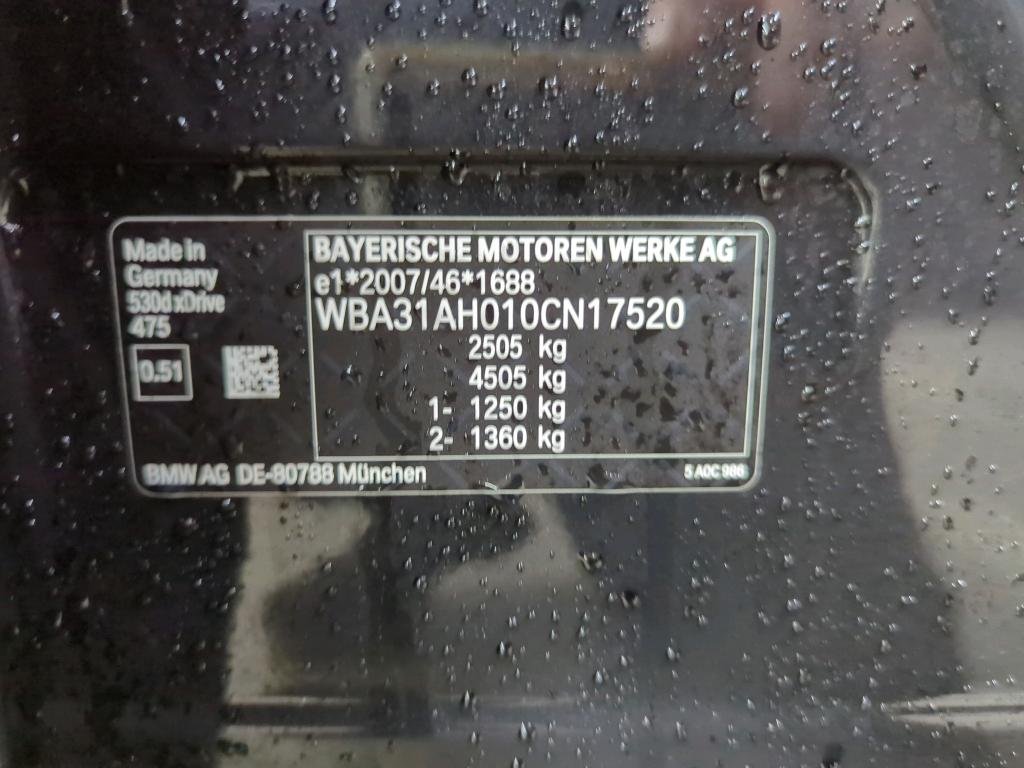 Made in
Germany
530d xDrive
475
0.51
BAYERISCHE MOTOREN WERKE AG
e1*2007/46*1688
WBA31AH010CN17520
2505 kg
4505 kg
1- 1250 kg
2- 1360 kg
BMW AG DE-80788 München
5 A0C 986